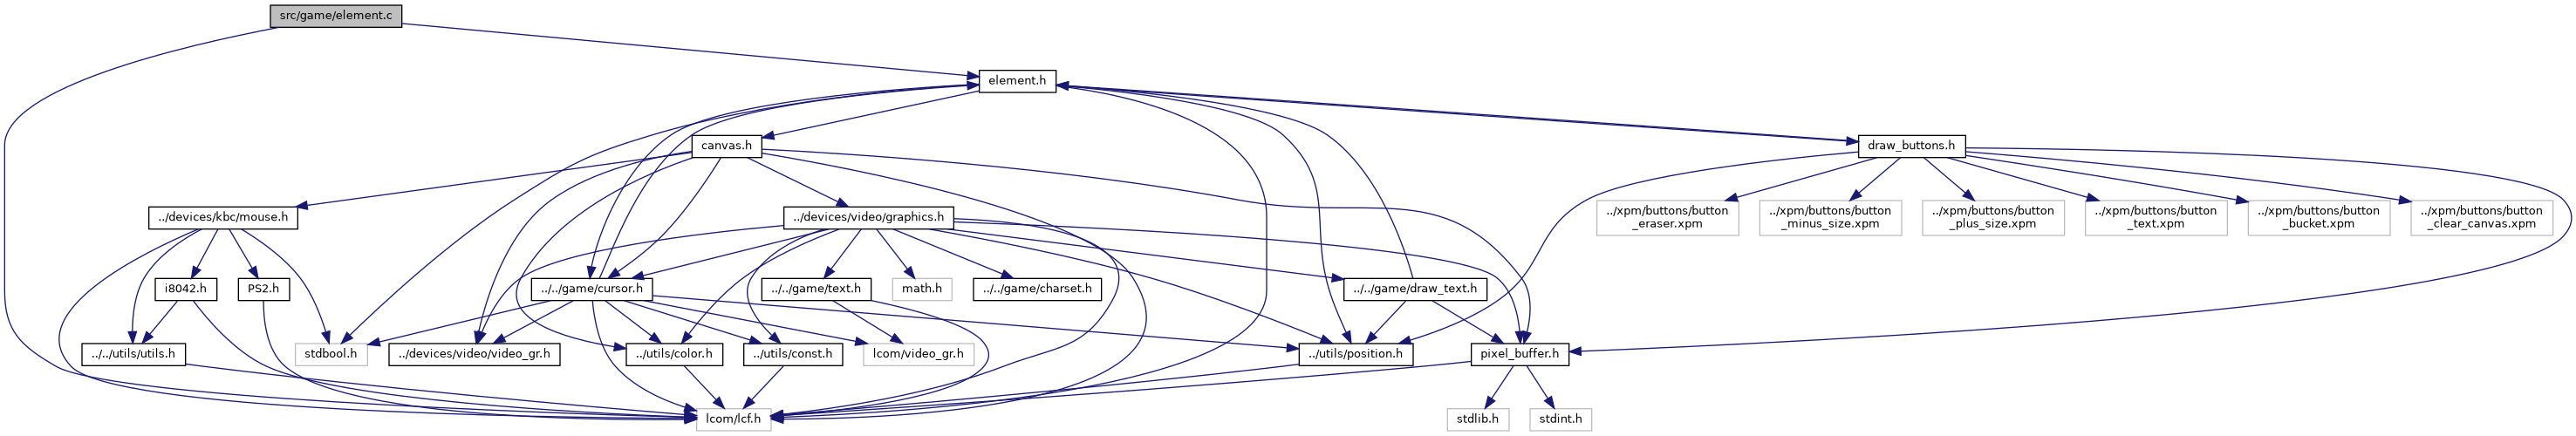 src/game/element.c
element.h
canvas.h
draw_buttons.h
../devices/kbc/mouse.h
../devices/video/graphics.h
../xpm/buttons/button
_eraser.xpm
../xpm/buttons/button
_minus_size.xpm
../xpm/buttons/button
_plus_size.xpm
../xpm/buttons/button
_text.xpm
../xpm/buttons/button
_bucket.xpm
../xpm/buttons/button
_clear_canvas.xpm
i8042.h
PS2.h
../../game/cursor.h
../../game/text.h
math.h
../../game/charset.h
../../game/draw_text.h
../../utils/utils.h
stdbool.h
../devices/video/video_gr.h
../utils/color.h
../utils/const.h
lcom/video_gr.h
../utils/position.h
pixel_buffer.h
lcom/lcf.h
stdlib.h
stdint.h